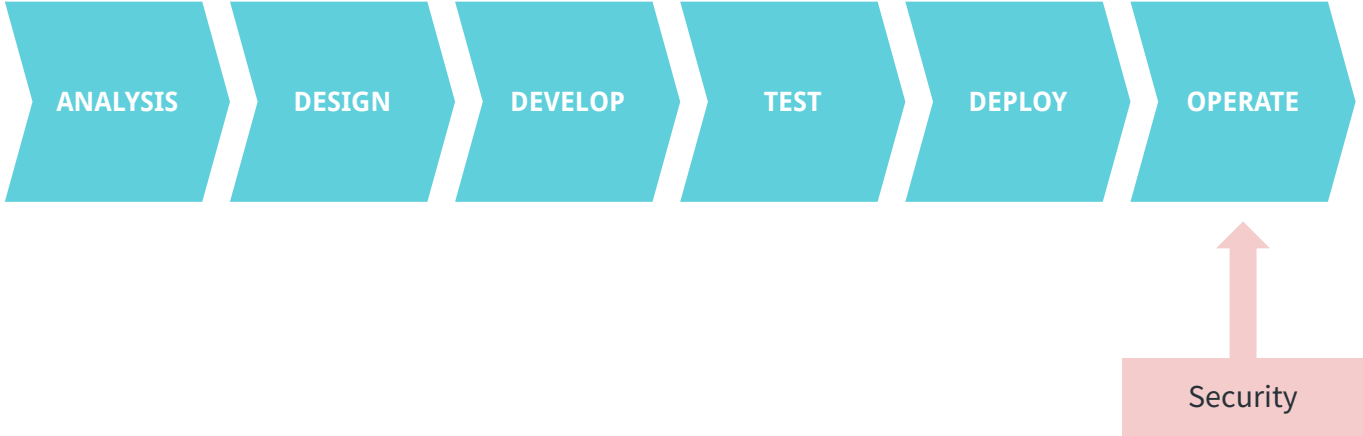 ANALYSIS
DESIGN
DEVELOP
TEST
DEPLOY
OPERATE
Security